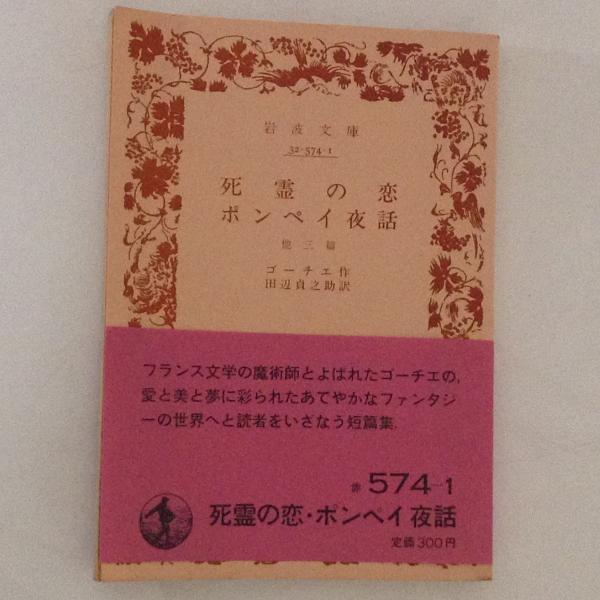 岩波文庫
32-574-1
死霊の恋
ポンペイ夜話
他三篇
ゴーチエ作
田辺貞之助訳
フランス文学の魔術師とよばれたゴーチエの,
愛と美と夢に彩られたあでやかなファンタジ
ーの世界へと読者をいざなう短篇集.
赤 574-1
死霊の恋・ポンペイ夜話
定価300円